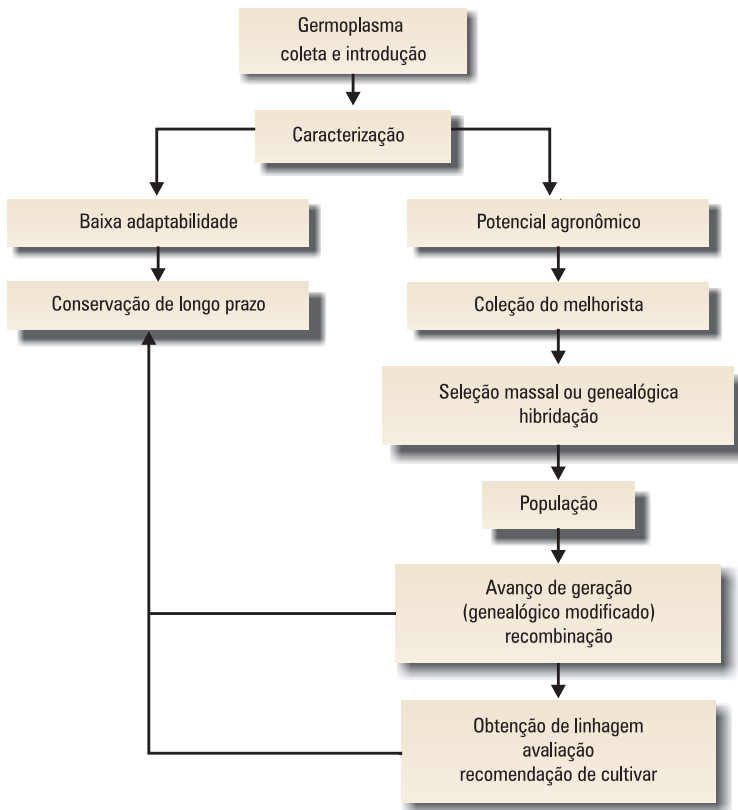 Germoplasma
coleta e introdução
Caracterização
Baixa adaptabilidade
Potencial agronômico
Conservação de longo prazo
Coleção do melhorista
Seleção massal ou genealógica
hibridação
População
Avanço de geração
(genealógico modificado)
recombinação
Obtenção de linhagem
avaliação
recomendação de cultivar